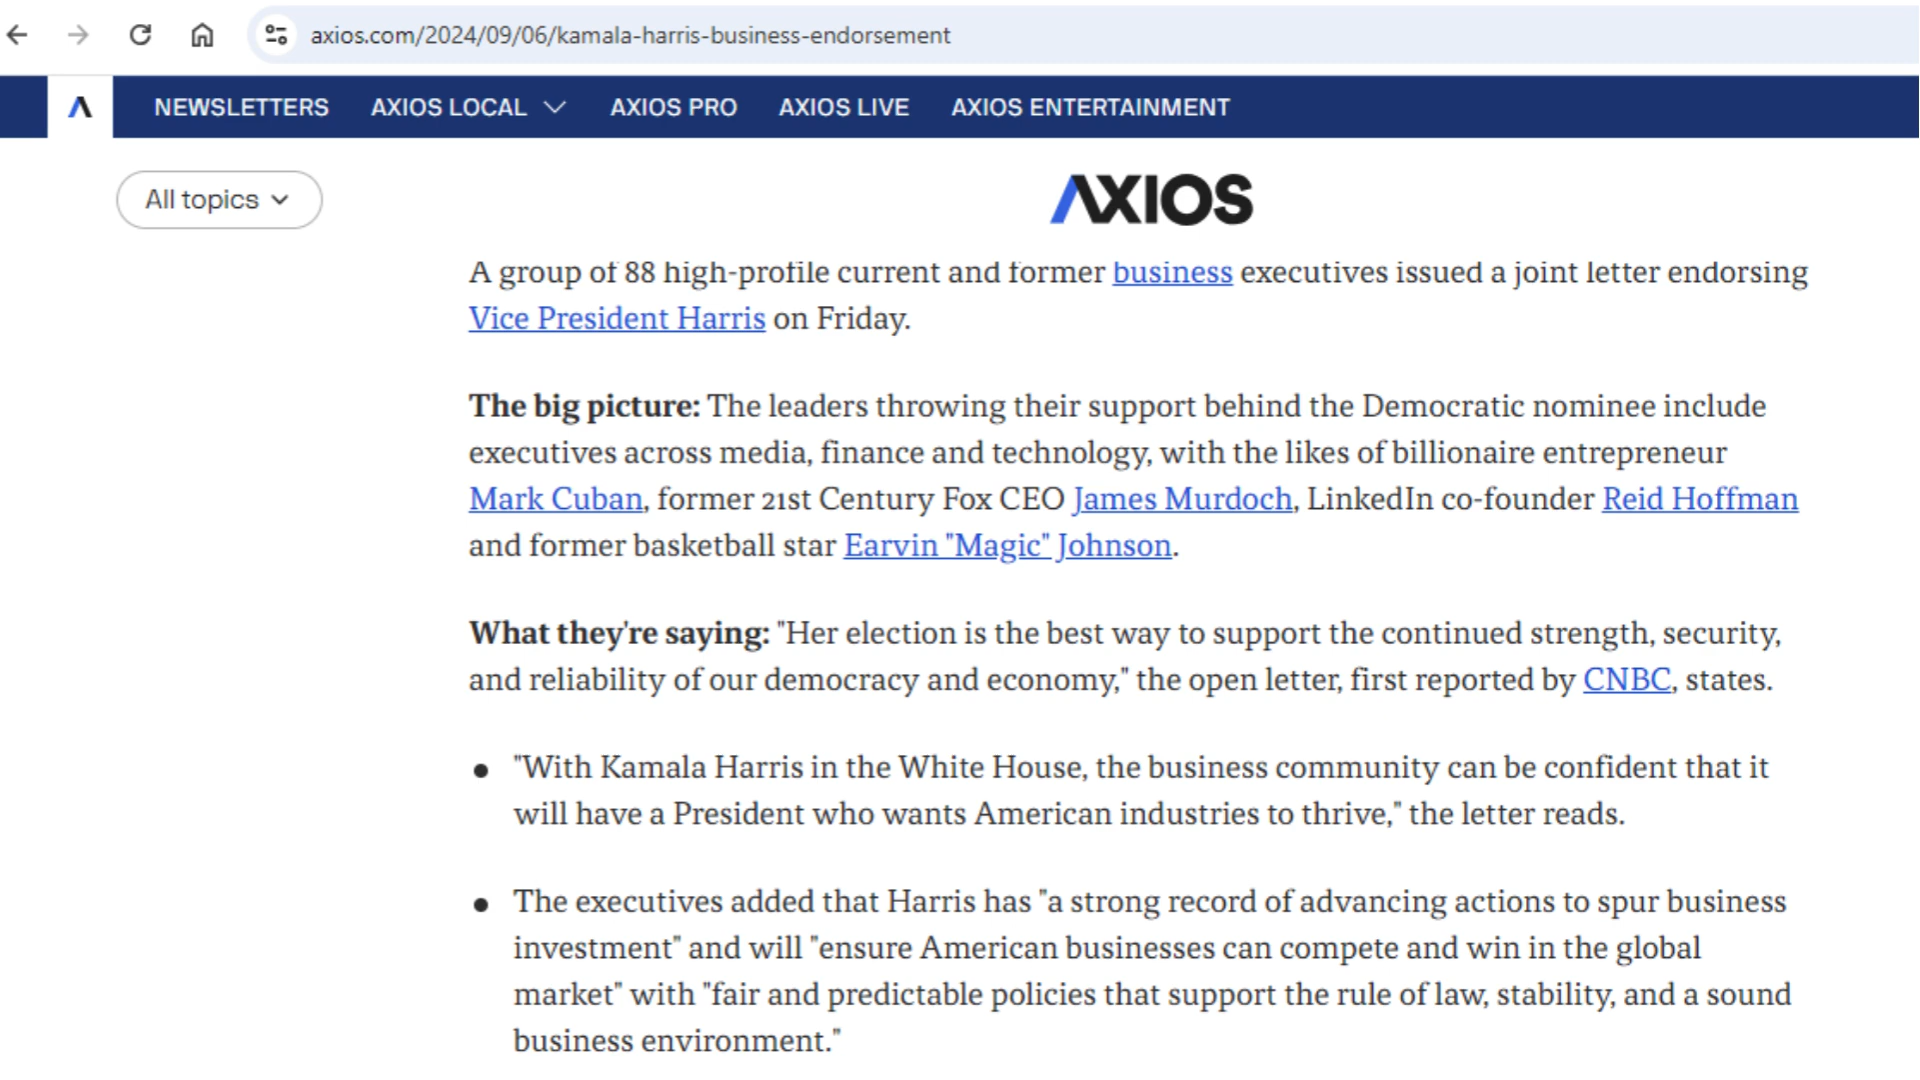 axios.com/2024/09/06/kamala-harris-business-endorsement
NEWSLETTERS AXIOS LOCAL AXIOS PRO AXIOS LIVE AXIOS ENTERTAINMENT
All topics
AXIOS
A group of 88 high-profile current and former business executives issued a joint letter endorsing
Vice President Harris on Friday.
The big picture: The leaders throwing their support behind the Democratic nominee include
executives across media, finance and technology, with the likes of billionaire entrepreneur
Mark Cuban, former 21st Century Fox CEO James Murdoch, LinkedIn co-founder Reid Hoffman
and former basketball star Earvin "Magic" Johnson.
What they're saying: "Her election is the best way to support the continued strength, security,
and reliability of our democracy and economy," the open letter, first reported by CNBC, states.
• "With Kamala Harris in the White House, the business community can be confident that it
will have a President who wants American industries to thrive," the letter reads.
• The executives added that Harris has "a strong record of advancing actions to spur business
investment" and will "ensure American businesses can compete and win in the global
market" with "fair and predictable policies that support the rule of law, stability, and a sound
business environment."